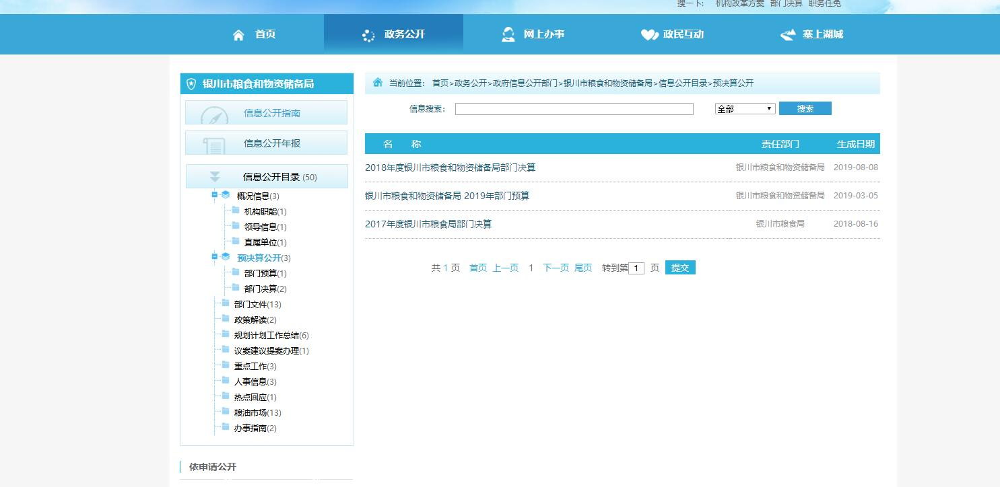 搜一下： 机构改革方案 部门决算 职务任免
首页 政务公开 网上办事 政民互动 塞上湖城
银川市粮食和物资储备局
信息公开指南
信息公开年报
信息公开目录 (50)
概况信息(3)
机构职能(1)
领导信息(1)
直属单位(1)
预决算公开(3)
部门预算(1)
部门决算(2)
部门文件(13)
政策解读(2)
规划计划工作总结(6)
议案建议提案办理(1)
重点工作(3)
人事信息(3)
热点回应(1)
粮油市场(13)
办事指南(2)
依申请公开
当前位置： 首页>政务公开>政府信息公开部门>银川市粮食和物资储备局>信息公开目录>预决算公开
信息搜索： 全部 搜索
名 称 责任部门 生成日期
2018年度银川市粮食和物资储备局部门决算 银川市粮食和物资储备局 2019-08-08
银川市粮食和物资储备局 2019年部门预算 银川市粮食和物资储备局 2019-03-05
2017年度银川市粮食局部门决算 银川市粮食局 2018-08-16
共 1 页 首页 上一页 1 下一页 尾页 转到第 1 页 提交